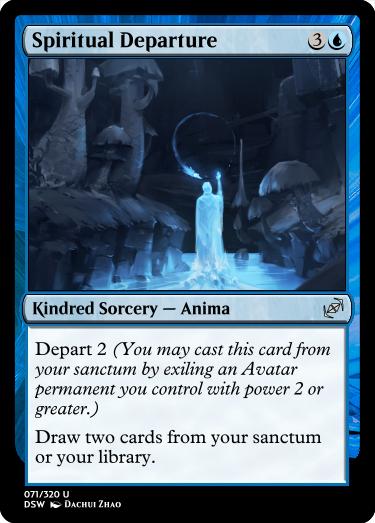 Spiritual Departure 3
Kindred Sorcery — Anima
Depart 2 (You may cast this card from
your sanctum by exiling an Avatar
permanent you control with power 2 or
greater.)
Draw two cards from your sanctum
or your library.
071/320 U
DSW Dachui Zhao